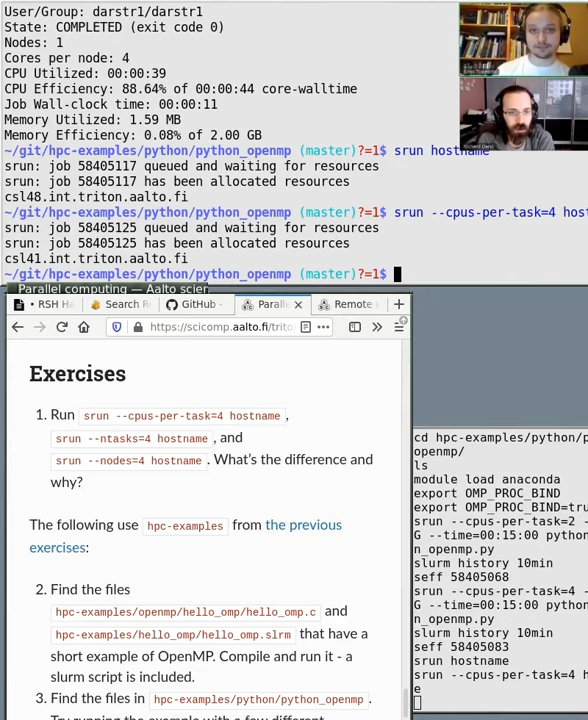 User/Group: darstr1/darstr1
State: COMPLETED (exit code 0)
Nodes: 1
Cores per node: 4
CPU Utilized: 00:00:39
CPU Efficiency: 88.64% of 00:00:44 core-walltime
Job Wall-clock time: 00:00:11
Memory Utilized: 1.59 MB
Memory Efficiency: 0.08% of 2.00 GB
~/git/hpc-examples/python/python_openmp (master)?=1$ srun hostname
srun: job 58405117 queued and waiting for resources
srun: job 58405117 has been allocated resources
csl48.int.triton.aalto.fi
~/git/hpc-examples/python/python_openmp (master)?=1$ srun --cpus-per-task=4 host
srun: job 58405125 queued and waiting for resources
srun: job 58405125 has been allocated resources
csl41.int.triton.aalto.fi
~/git/hpc-examples/python/python_openmp (master)?=1$
Parallel computing — Aalto scier
• RSH Ha
Search R
GitHub -
Paralle
Remote
https://scicomp.aalto.fi/trito
Exercises
1. Run srun --cpus-per-task=4 hostname,
srun --ntasks=4 hostname, and
srun --nodes=4 hostname. What's the difference and
why?
The following use hpc-examples from the previous
exercises:
2. Find the files
hpc-examples/openmp/hello_omp/hello_omp.c and
hpc-examples/hello_omp/hello_omp.slrm that have a
short example of OpenMP. Compile and run it - a
slurm script is included.
3. Find the files in hpc-examples/python/python_openmp.
Try running the example with a few different
cd hpc-examples/python/p
openmp/
ls
module load anaconda
export OMP_PROC_BIND
export OMP_PROC_BIND=tru
srun --cpus-per-task=2 -
G --time=00:15:00 python
n_openmp.py
slurm history 10min
seff 58405068
srun --cpus-per-task=4 -
G --time=00:15:00 python
n_openmp.py
slurm history 10min
seff 58405083
srun hostname
srun --cpus-per-task=4 h
e